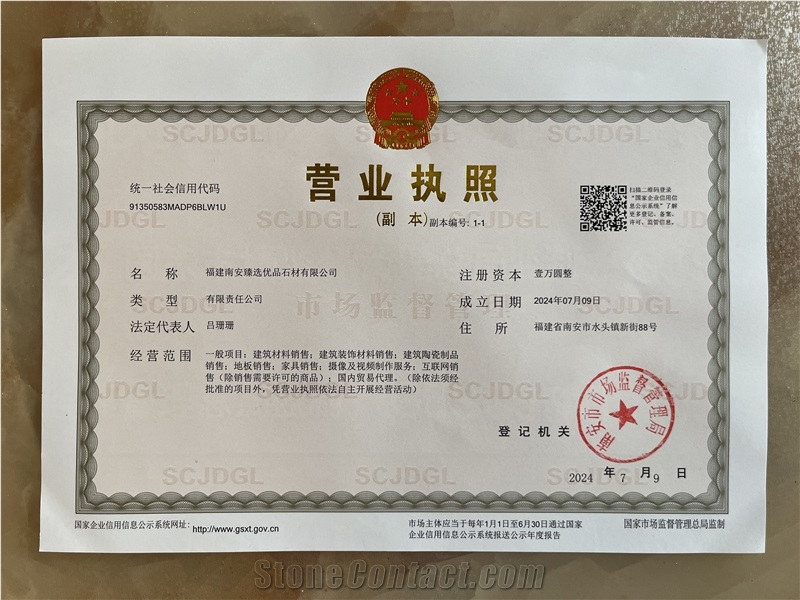 SCJDGL SCJDGL SCJDGL
营业执照
(副 本) 副本编号: 1-1
统一社会信用代码
91350583MADP6BLW1U
扫描二维码登录
“国家企业信用信
息公示系统”了解
更多登记、备案、
许可、监管信息。
SCJDGL SCJDGL SCJDGL
名 称 福建南安臻选优品石材有限公司
类 型 有限责任公司
法定代表人 吕珊珊
经营范围 一般项目：建筑材料销售；建筑装饰材料销售；建筑陶瓷制品
销售；地板销售；家具销售；摄像及视频制作服务；互联网销
售（除销售需要许可的商品）；国内贸易代理。（除依法须经
批准的项目外，凭营业执照依法自主开展经营活动）
注册资本 壹万圆整
成立日期 2024年07月09日
住 所 福建省南安市水头镇新街88号
市场监督管理
SCJDGL SCJDGL SCJDGL
登记机关
南安市市场监督管理局
2024 年 7 月 9 日
SCJDGL SCJDGL SCJDGL
国家企业信用信息公示系统网址: http://www.gsxt.gov.cn
市场主体应当于每年1月1日至6月30日通过国家
企业信用信息公示系统报送公示年度报告
国家市场监督管理总局监制
StoneContact.com